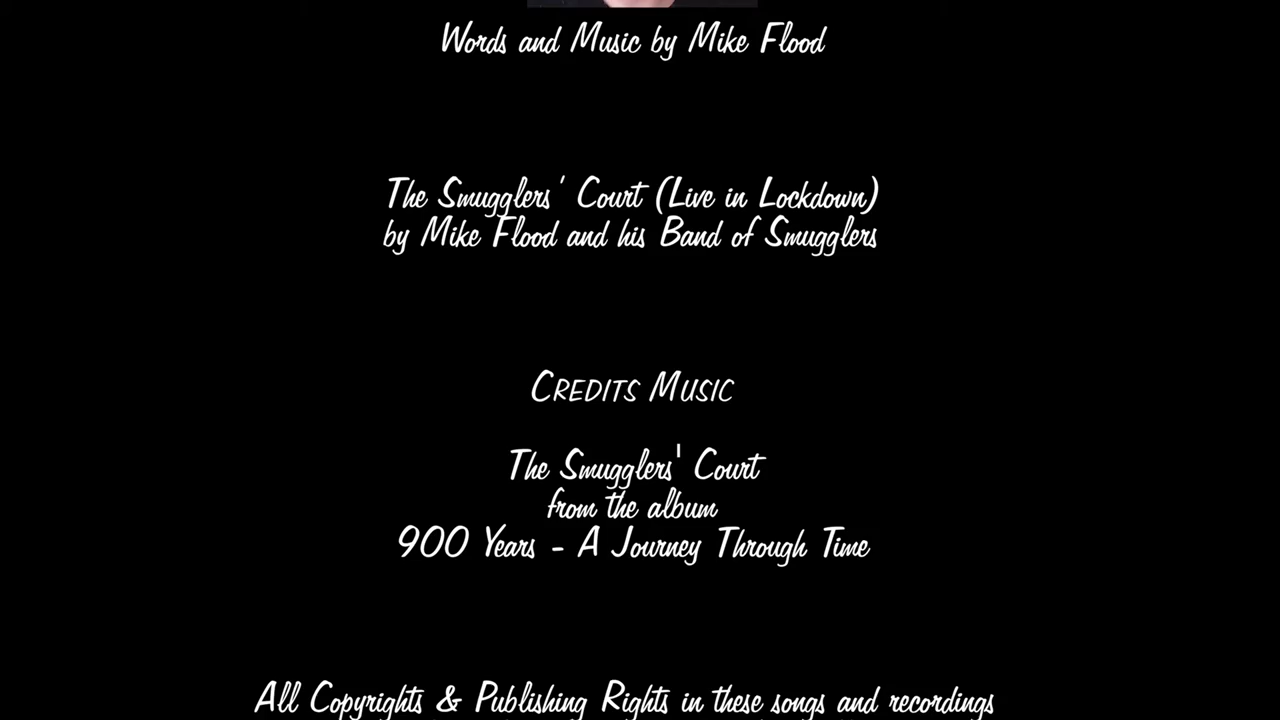 Words and Music by Mike Flood
The Smugglers' Court (Live in Lockdown)
by Mike Flood and his Band of Smugglers
CREDITS MUSIC
The Smugglers' Court
from the album
900 Years - A Journey Through Time
All Copyrights & Publishing Rights in these songs and recordings